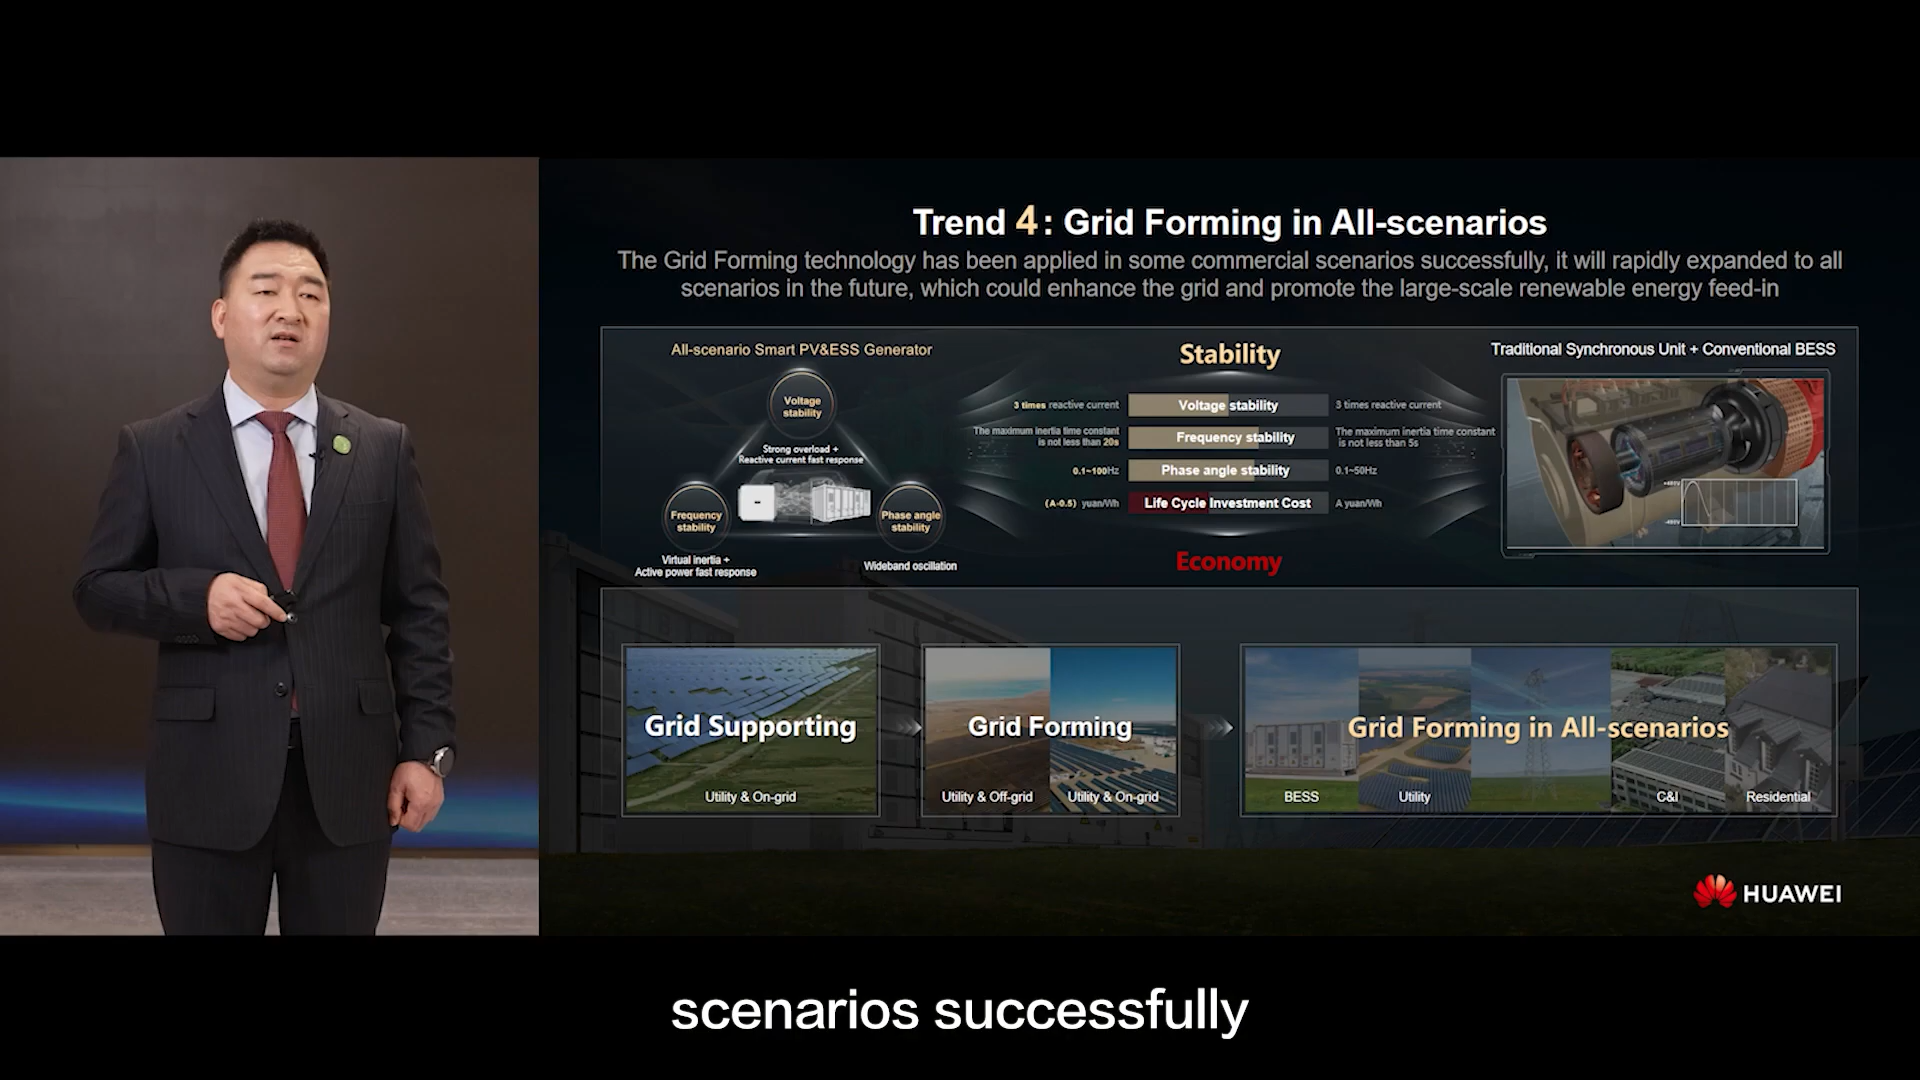 Trend 4: Grid Forming in All-scenarios
The Grid Forming technology has been applied in some commercial scenarios successfully, it will rapidly expanded to all
scenarios in the future, which could enhance the grid and promote the large-scale renewable energy feed-in
All-scenario Smart PV&ESS Generator
Voltage
stability
Strong overload +
Reactive current fast response
Frequency
stability
Phase angle
stability
Virtual inertia +
Active power fast response
Wideband oscillation
Stability
3 times reactive current
Voltage stability
3 times reactive current
The maximum inertia time constant
is not less than 20s
Frequency stability
The maximum inertia time constant
is not less than 5s
0.1~100Hz
Phase angle stability
0.1~50Hz
(A-0.5) yuan/Wh
Life Cycle Investment Cost
A yuan/Wh
Economy
Traditional Synchronous Unit + Conventional BESS
Grid Supporting
Utility & On-grid
Grid Forming
Utility & Off-grid
Utility & On-grid
Grid Forming in All-scenarios
BESS
Utility
C&I
Residential
HUAWEI
scenarios successfully